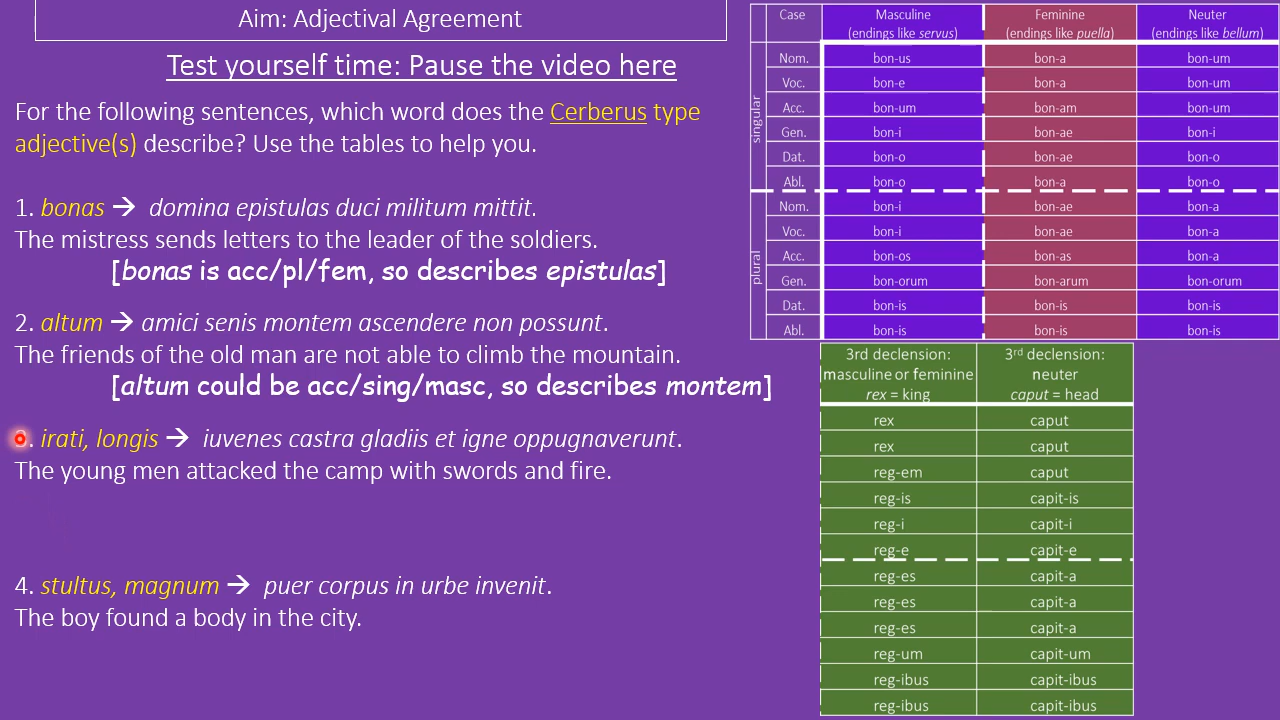 Aim: Adjectival Agreement
Test yourself time: Pause the video here
For the following sentences, which word does the Cerberus type
adjective(s) describe? Use the tables to help you.
1. bonas → domina epistulas duci militum mittit.
The mistress sends letters to the leader of the soldiers.
[bonas is acc/pl/fem, so describes epistulas]
2. altum → amici senis montem ascendere non possunt.
The friends of the old man are not able to climb the mountain.
[altum could be acc/sing/masc, so describes montem]
3. irati, longis → iuvenes castra gladiis et igne oppugnaverunt.
The young men attacked the camp with swords and fire.
4. stultus, magnum → puer corpus in urbe invenit.
The boy found a body in the city.
Case Masculine Feminine Neuter
(endings like servus) (endings like puella) (endings like bellum)
singular
Nom. bon-us bon-a bon-um
Voc. bon-e bon-a bon-um
Acc. bon-um bon-am bon-um
Gen. bon-i bon-ae bon-i
Dat. bon-o bon-ae bon-o
Abl. bon-o bon-a bon-o
plural
Nom. bon-i bon-ae bon-a
Voc. bon-i bon-ae bon-a
Acc. bon-os bon-as bon-a
Gen. bon-orum bon-arum bon-orum
Dat. bon-is bon-is bon-is
Abl. bon-is bon-is bon-is
3rd declension: 3rd declension:
masculine or feminine neuter
rex = king caput = head
rex caput
rex caput
reg-em caput
reg-is capit-is
reg-i capit-i
reg-e capit-e
reg-es capit-a
reg-es capit-a
reg-es capit-a
reg-um capit-um
reg-ibus capit-ibus
reg-ibus capit-ibus